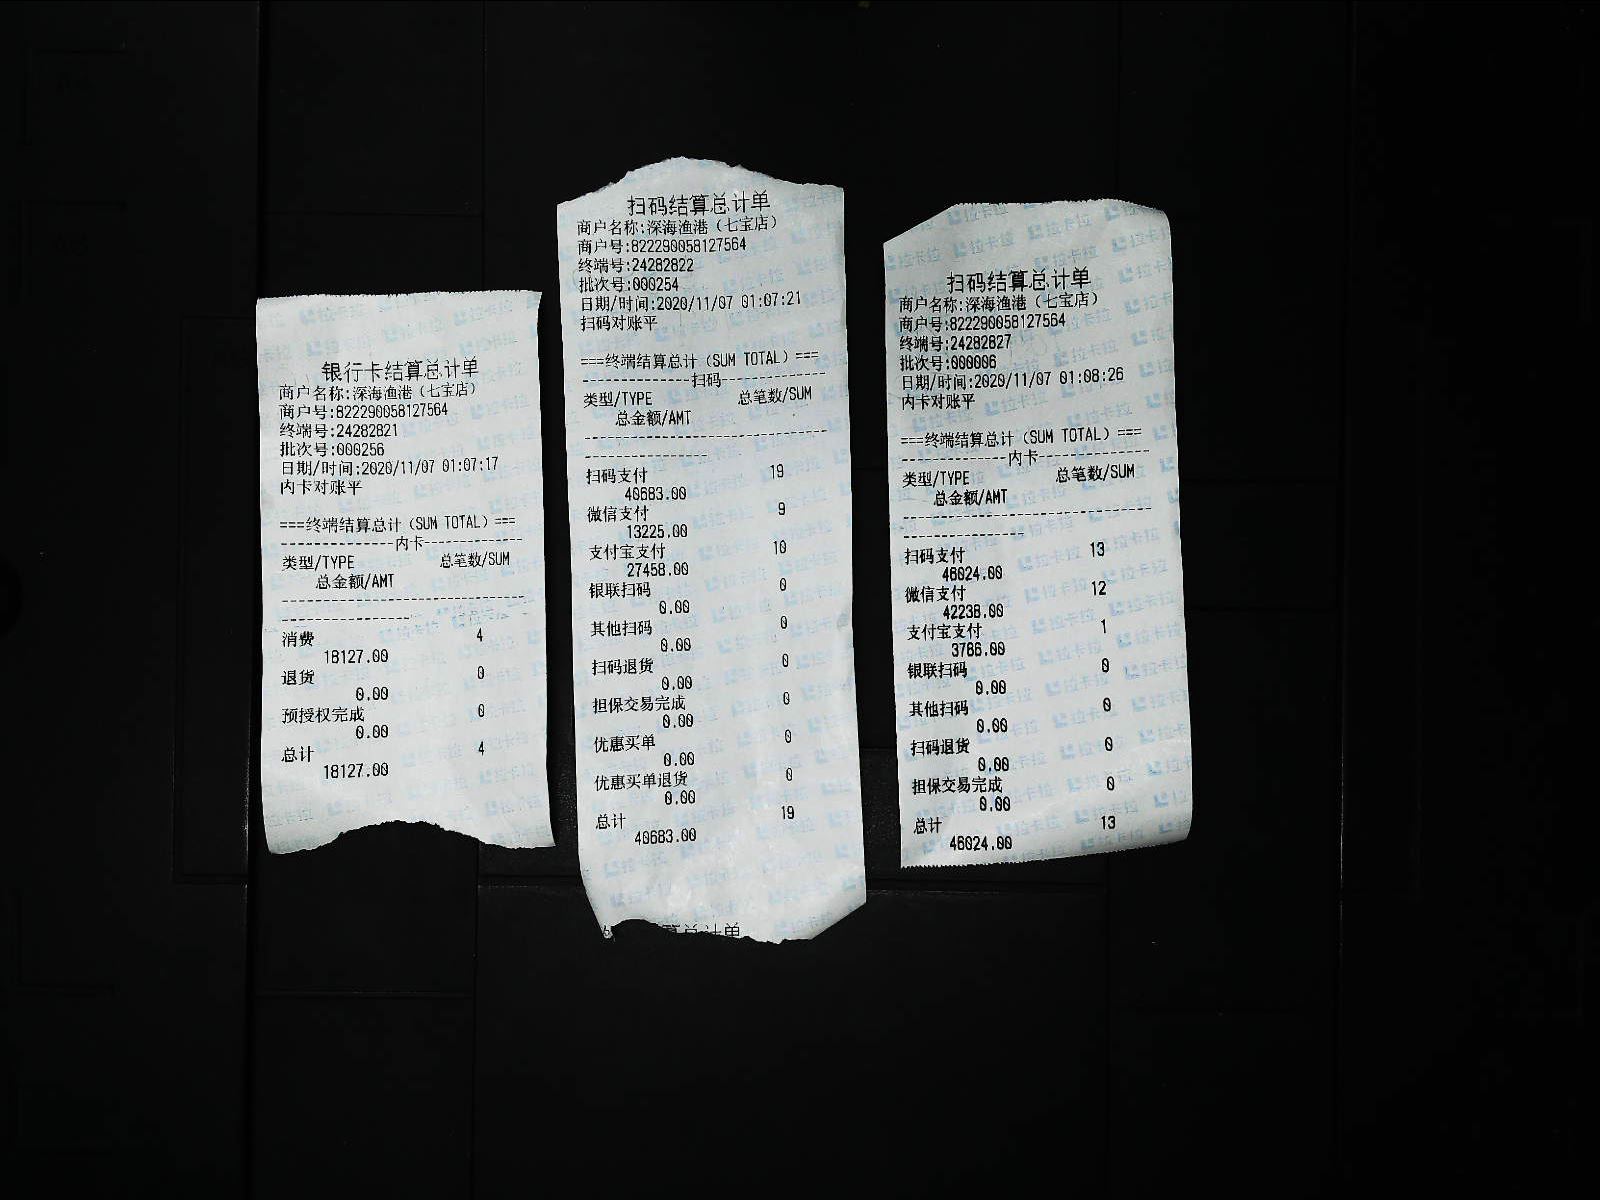 银行卡结算总计单
商户名称:深海渔港（七宝店）
商户号:822290058127564
终端号:24282821
批次号:000256
日期/时间:2020/11/07 01:07:17
内卡对账平
===终端结算总计（SUM TOTAL）===
---------------内卡---------------
类型/TYPE 总笔数/SUM
总金额/AMT
消费 4
18127.00
退货 0
0.00
预授权完成 0
0.00
总计 4
18127.00
扫码结算总计单
商户名称:深海渔港（七宝店）
商户号:822290058127564
终端号:24282822
批次号:000254
日期/时间:2020/11/07 01:07:21
扫码对账平
===终端结算总计（SUM TOTAL）===
---------------扫码---------------
类型/TYPE 总笔数/SUM
总金额/AMT
扫码支付 19
40683.00
微信支付 9
13225.00
支付宝支付 10
27458.00
银联扫码 0
0.00
其他扫码 0
0.00
扫码退货 0
0.00
担保交易完成 0
0.00
优惠买单 0
0.00
优惠买单退货 0
0.00
总计 19
40683.00
算总计单
扫码结算总计单
商户名称:深海渔港（七宝店）
商户号:822290058127564
终端号:24282827
批次号:000006
日期/时间:2020/11/07 01:08:26
内卡对账平
===终端结算总计（SUM TOTAL）===
---------------内卡---------------
类型/TYPE 总笔数/SUM
总金额/AMT
扫码支付 13
46024.00
微信支付 12
42238.00
支付宝支付 1
3786.00
银联扫码 0
0.00
其他扫码 0
0.00
扫码退货 0
0.00
担保交易完成 0
0.00
总计 13
46024.00